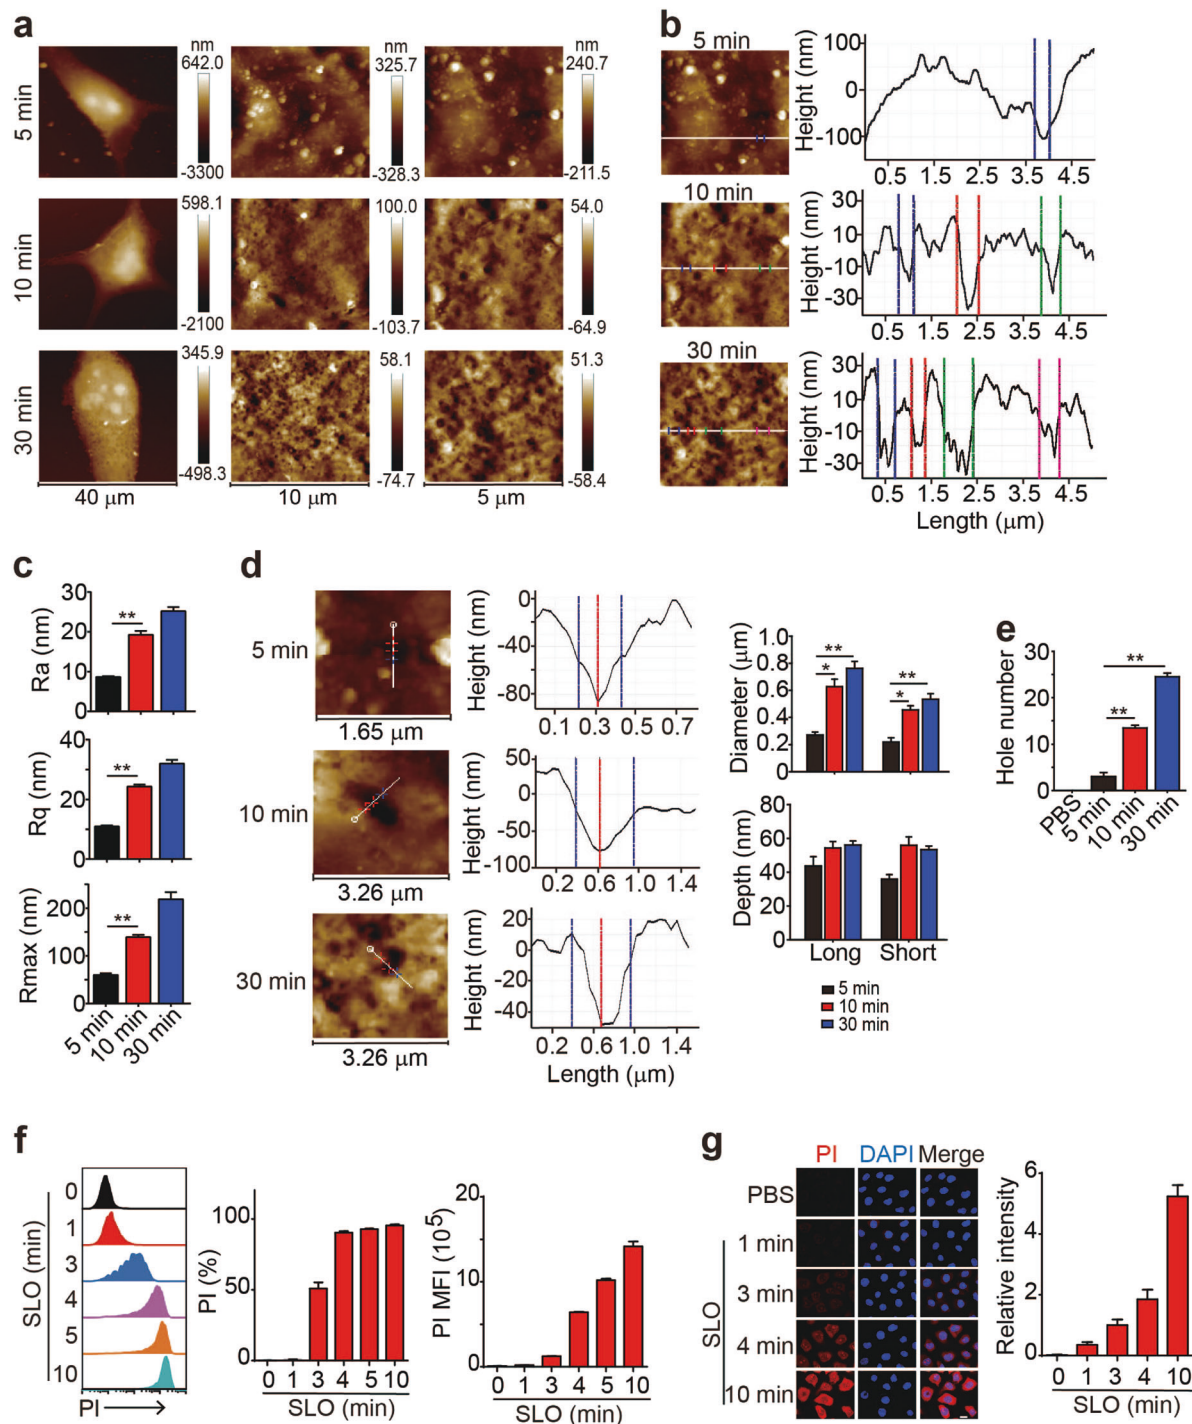 a
nm
642.0
-3300
nm
325.7
-328.3
nm
240.7
-211.5
5 min
598.1
-2100
100.0
-103.7
54.0
-64.9
10 min
345.9
-498.3
58.1
-74.7
51.3
-58.4
30 min
40 μm
10 μm
5 μm
b
5 min
Height (nm)
100
0
-100
0.5 1.5 2.5 3.5 4.5
10 min
Height (nm)
30
10
-10
-30
0.5 1.5 2.5 3.5 4.5
30 min
Height (nm)
30
10
-10
-30
0.5 1.5 2.5 3.5 4.5
Length (μm)
c
Ra (nm)
30
20
10
0
**
Rq (nm)
40
20
0
**
Rmax (nm)
200
100
0
**
5 min
10 min
30 min
d
5 min
1.65 μm
Height (nm)
0
-40
-80
0.1 0.3 0.5 0.7
10 min
3.26 μm
Height (nm)
50
0
-50
-100
0.2 0.6 1.0 1.4
30 min
3.26 μm
Height (nm)
20
0
-20
-40
0.2 0.6 1.0 1.4
Length (μm)
Diameter (μm)
1.0
0.8
0.6
0.4
0.2
0
**
*
**
*
Depth (nm)
80
60
40
20
0
Long Short
5 min
10 min
30 min
e
Hole number
30
20
10
0
**
**
PBS
5 min
10 min
30 min
f
SLO (min)
0
1
3
4
5
10
PI
PI (%)
100
50
0
0 1 3 4 5 10
SLO (min)
PI MFI (10⁵)
20
10
0
0 1 3 4 5 10
SLO (min)
g
PI DAPI Merge
PBS
1 min
3 min
4 min
10 min
SLO
Relative intensity
6
4
2
0
0 1 3 4 10
SLO (min)